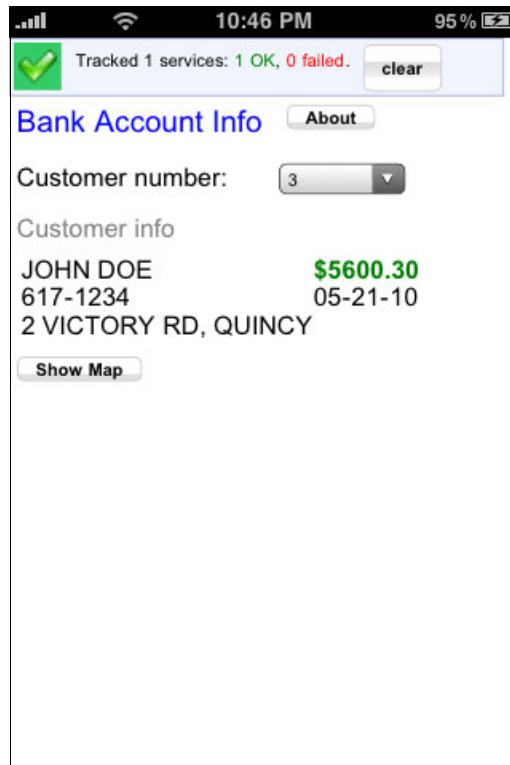 10:46 PM 95%
Tracked 1 services: 1 OK, 0 failed. clear
Bank Account Info About
Customer number: 3
Customer info
JOHN DOE $5600.30
617-1234 05-21-10
2 VICTORY RD, QUINCY
Show Map